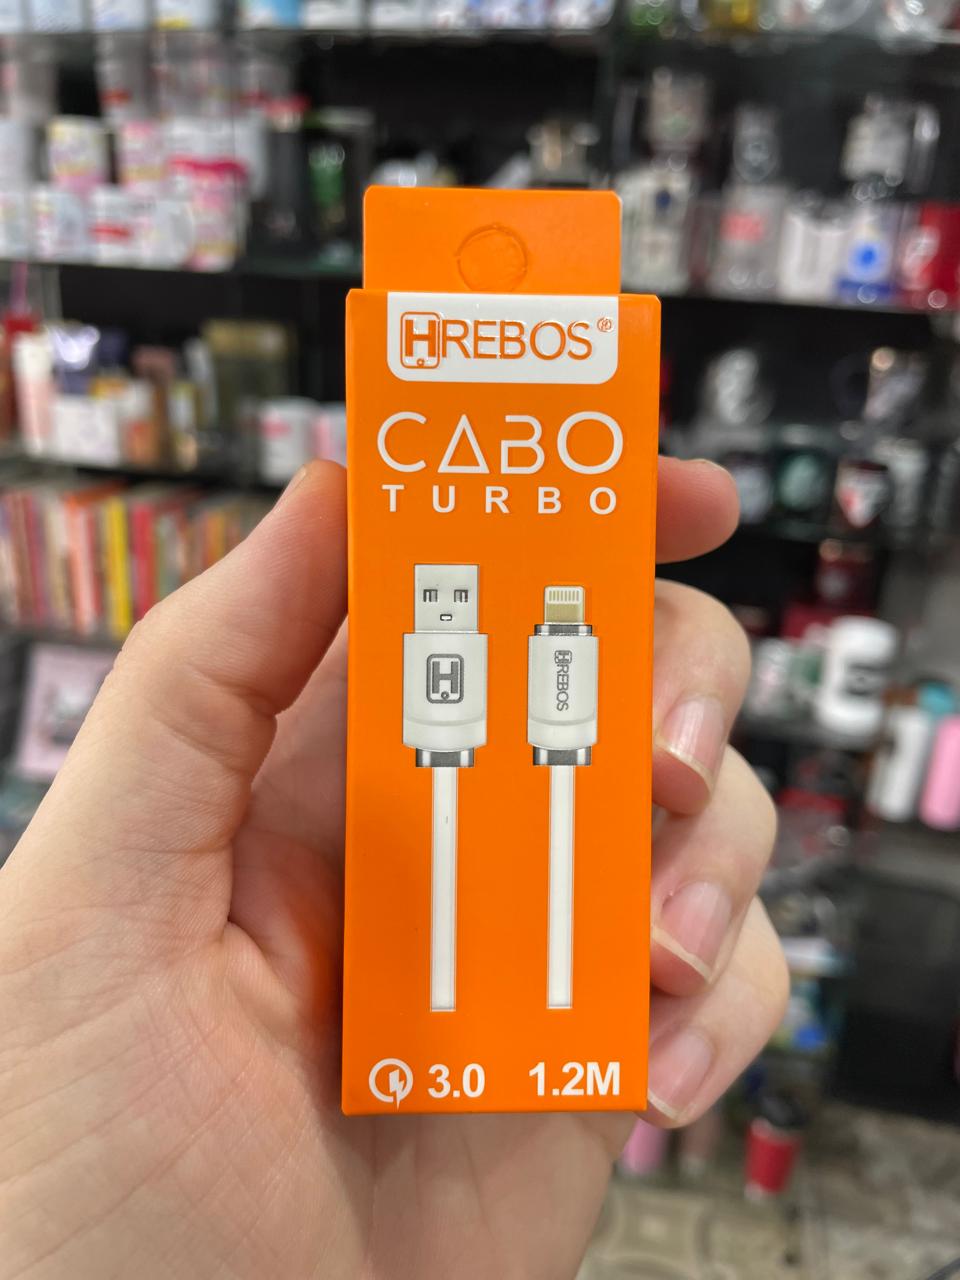 HREBOS®
CABO
TURBO
H
HREBOS
3.0 1.2M